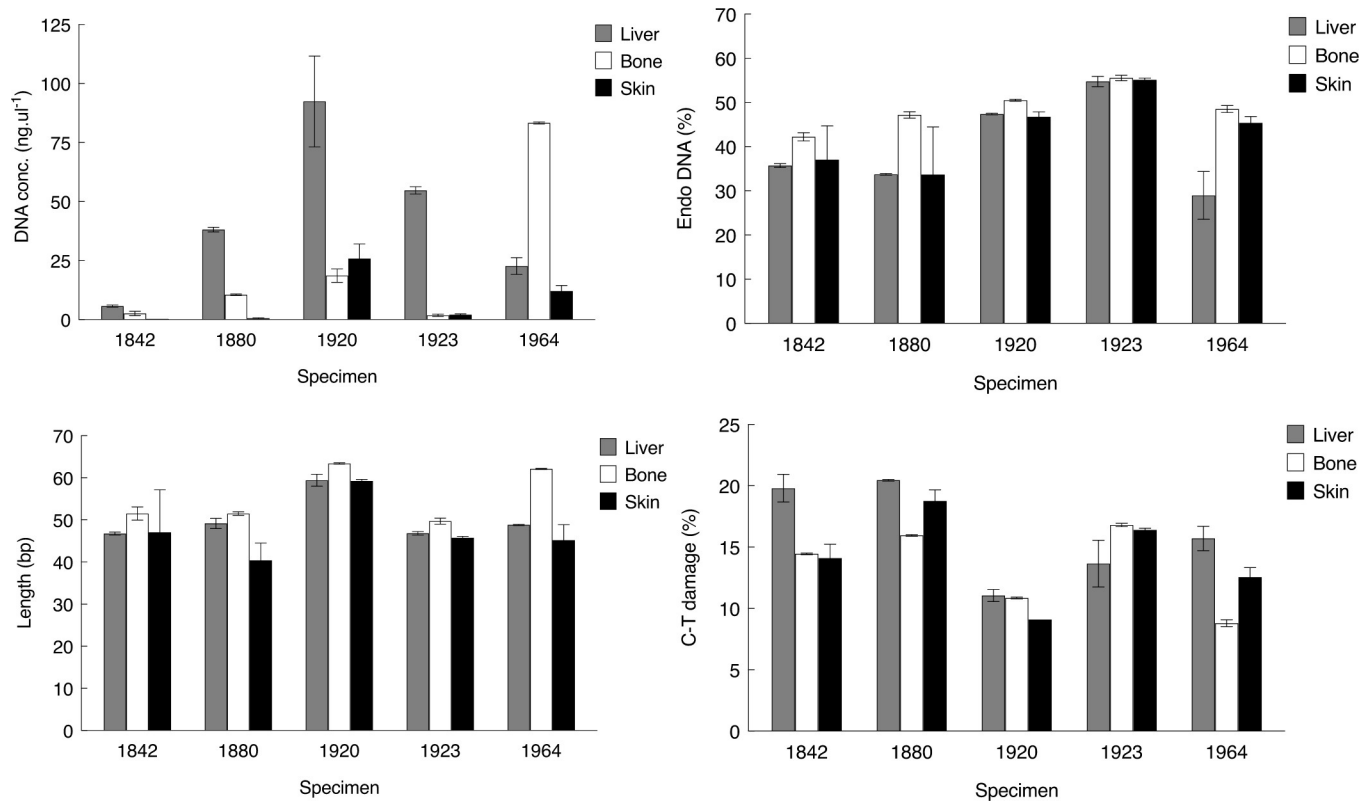 DNA conc. (ng.ul⁻¹)
125
100
75
50
25
0
1842 1880 1920 1923 1964
Specimen
Liver
Bone
Skin
Endo DNA (%)
70
60
50
40
30
20
10
0
1842 1880 1920 1923 1964
Specimen
Liver
Bone
Skin
Length (bp)
70
60
50
40
30
20
10
0
1842 1880 1920 1923 1964
Specimen
Liver
Bone
Skin
C-T damage (%)
25
20
15
10
5
0
1842 1880 1920 1923 1964
Specimen
Liver
Bone
Skin